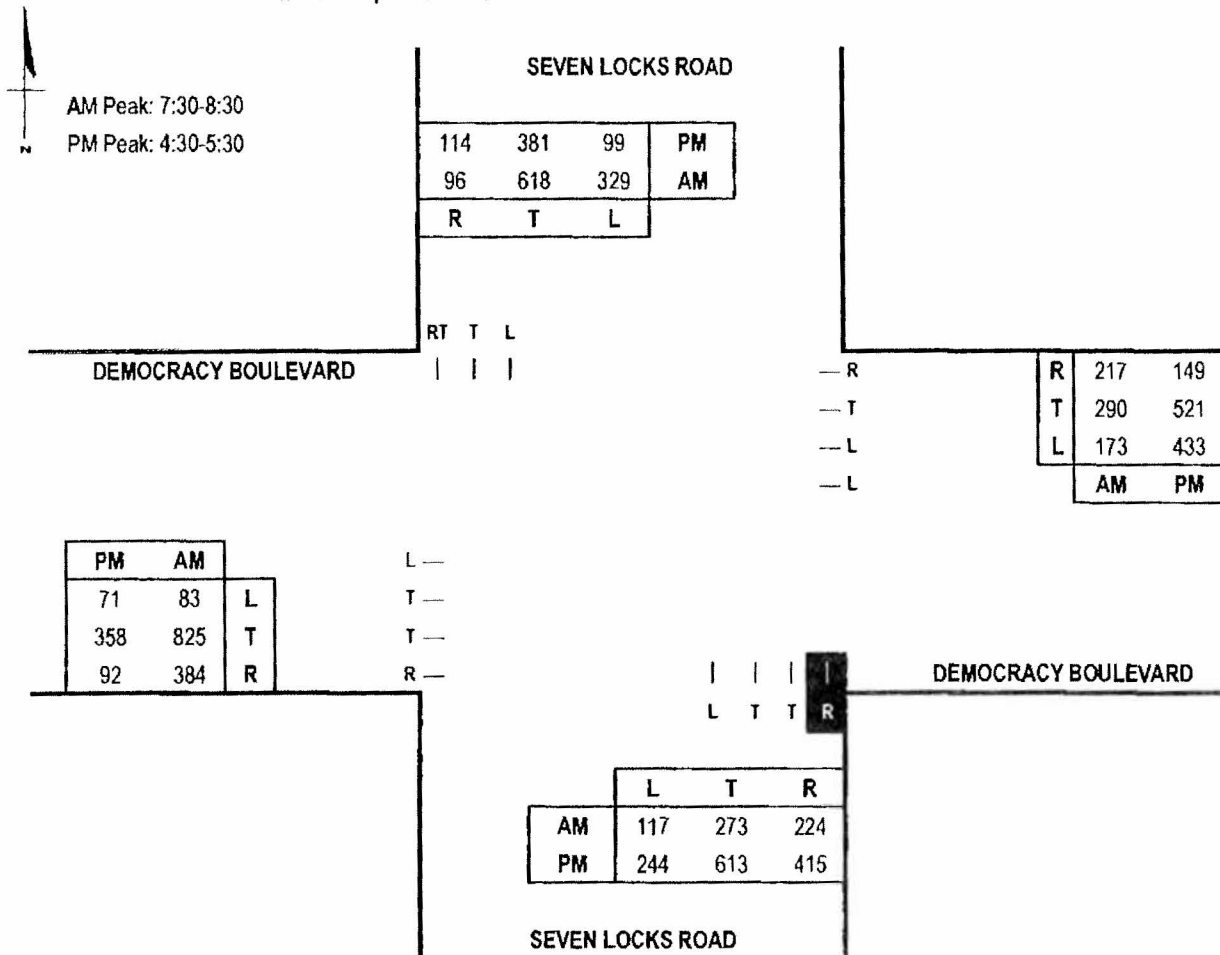 SEVEN LOCKS ROAD
AM Peak: 7:30-8:30
PM Peak: 4:30-5:30
N
114 381 99 PM
96 618 329 AM
R T L
RT T L
DEMOCRACY BOULEVARD
R
T
L
L
R 217 149
T 290 521
L 173 433
AM PM
PM AM
71 83 L
358 825 T
92 384 R
L
T
T
R
DEMOCRACY BOULEVARD
L T T R
L T R
AM 117 273 224
PM 244 613 415
SEVEN LOCKS ROAD